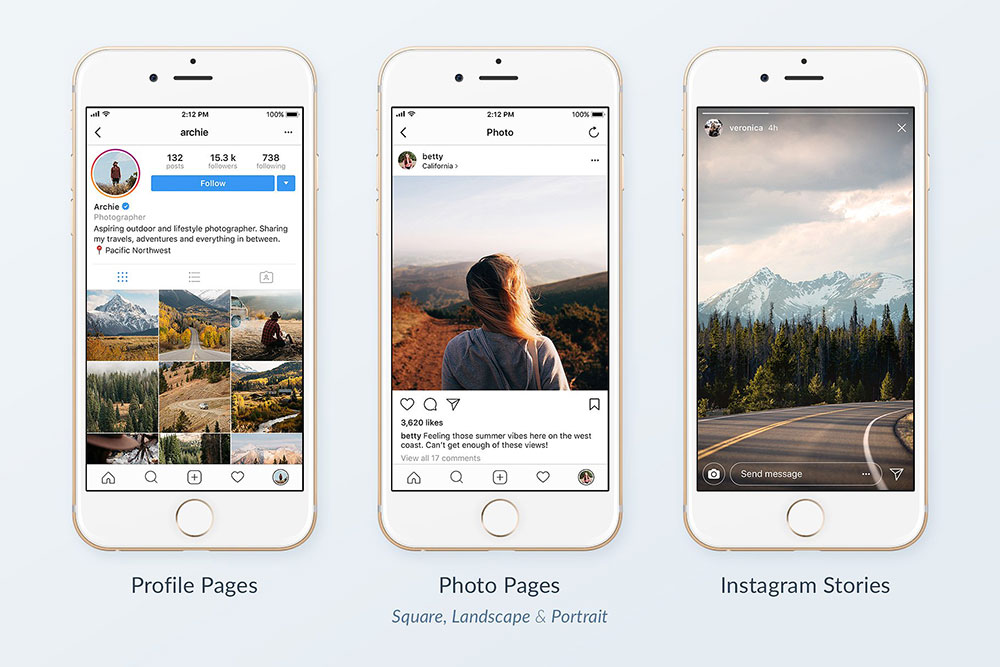 2:12 PM 100%
archie
132 15.3 k 738
posts followers following
Follow
Archie
Photographer
Aspiring outdoor and lifestyle photographer. Sharing
my travels, adventures and everything in between.
Pacific Northwest
2:12 PM 100%
Photo
betty
California
3,620 likes
betty Feeling those summer vibes here on the west
coast. Can't get enough of these views!
View all 17 comments
veronica 4h
Send message
Profile Pages
Photo Pages
Square, Landscape & Portrait
Instagram Stories